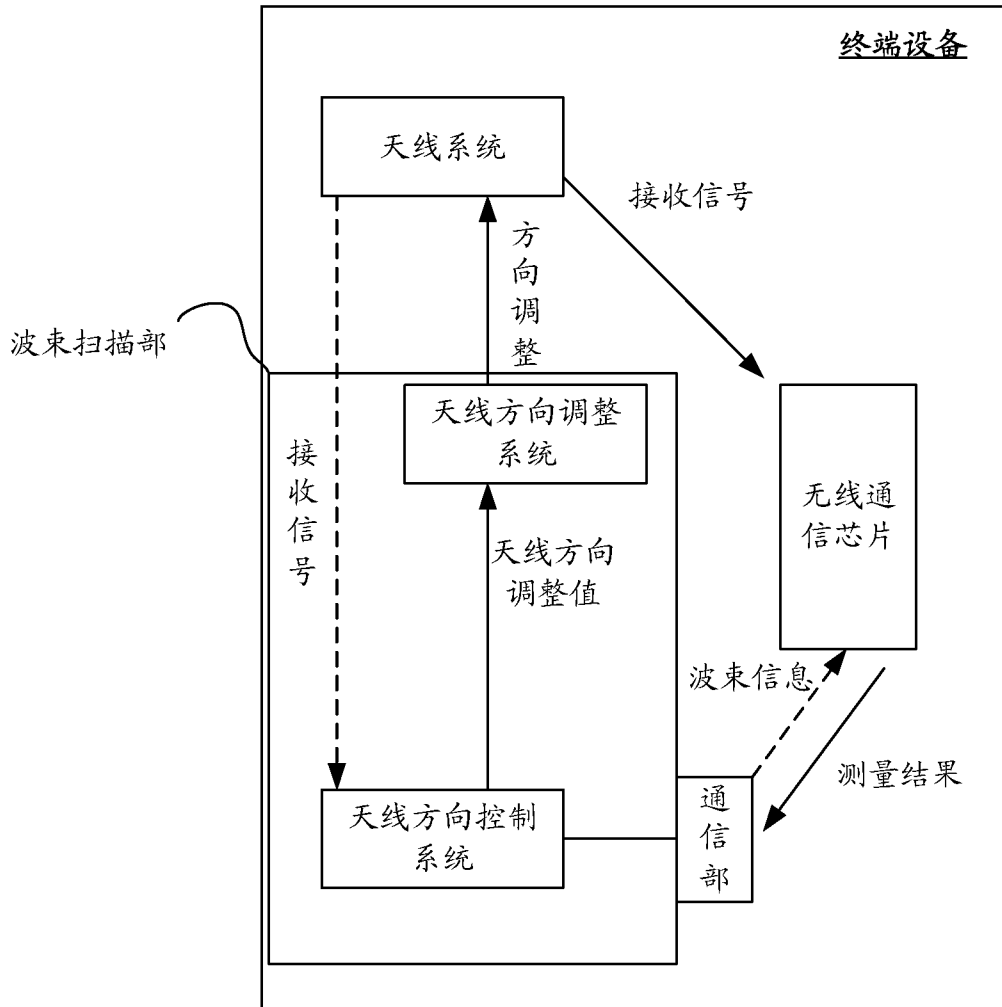 终端设备
天线系统
接收信号
方向调整
波束扫描部
天线方向调整
系统
接收信号
无线通
信芯片
天线方向
调整值
波束信息
测量结果
天线方向控制
系统
通信部